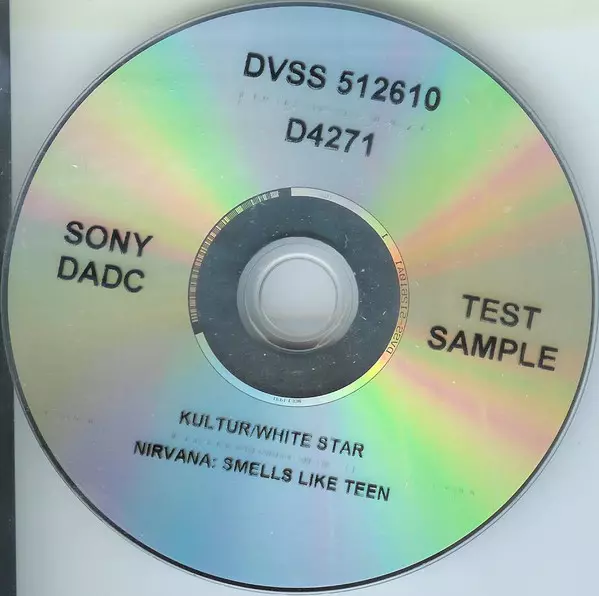 DVSS 512610
D4271
SONY
DADC
TEST
SAMPLE
KULTUR/WHITE STAR
NIRVANA: SMELLS LIKE TEEN